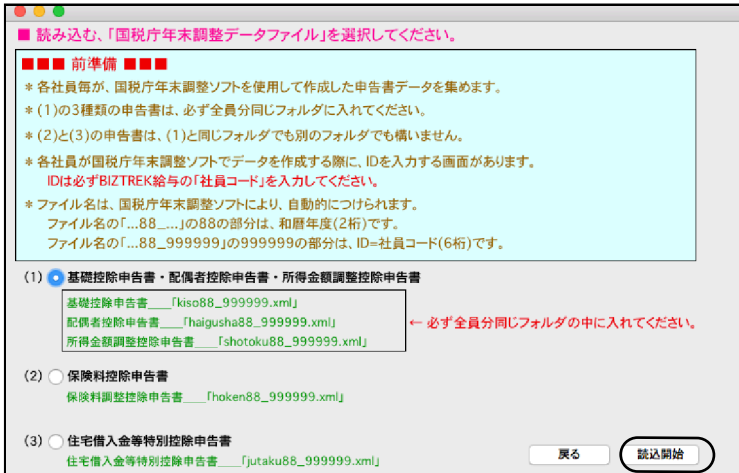 ■ 読み込む、「国税庁年末調整データファイル」を選択してください。
■■■ 前準備 ■■■
＊各社員毎が、国税庁年末調整ソフトを使用して作成した申告書データを集めます。
＊(1)の3種類の申告書は、必ず全員分同じフォルダに入れてください。
＊(2)と(3)の申告書は、(1)と同じフォルダでも別のフォルダでも構いません。
＊各社員が国税庁年末調整ソフトでデータを作成する際に、IDを入力する画面があります。
IDは必ずBIZTREK給与の「社員コード」を入力してください。
＊ファイル名は、国税庁年末調整ソフトにより、自動的につけられます。
ファイル名の「...88_...」の88の部分は、和暦年度(2桁)です。
ファイル名の「...88_999999」の999999の部分は、ID=社員コード(6桁)です。
(1) 基礎控除申告書・配偶者控除申告書・所得金額調整控除申告書
基礎控除申告書____「kiso88_999999.xml」
配偶者控除申告書____「haigusha88_999999.xml」
← 必ず全員分同じフォルダの中に入れてください。
所得金額調整控除申告書____「shotoku88_999999.xml」
(2) 保険料控除申告書
保険料調整控除申告書____「hoken88_999999.xml」
(3) 住宅借入金等特別控除申告書
住宅借入金等特別控除申告書____「jutaku88_999999.xml」
戻る 読込開始